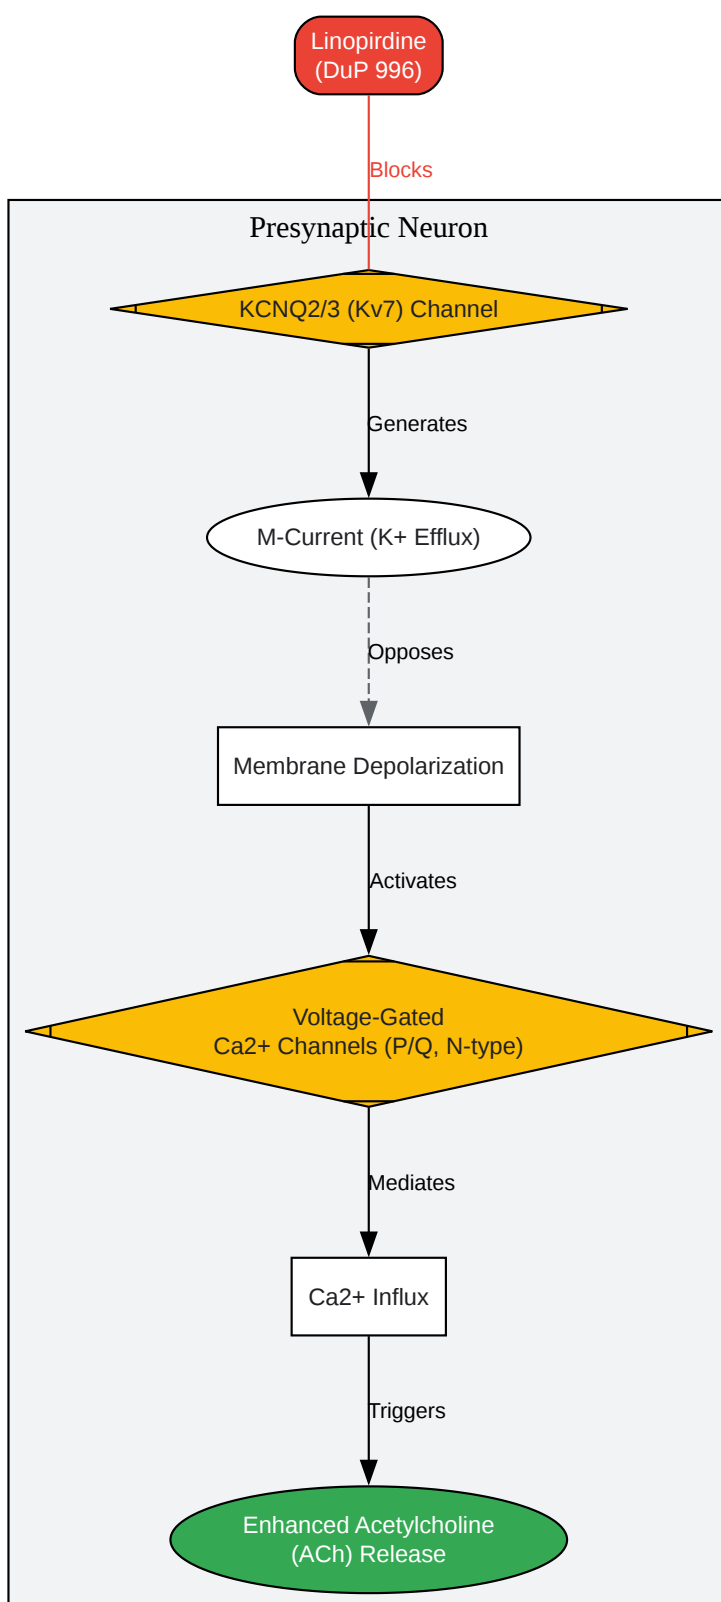 Linopirdine
(DuP 996)
Blocks
Presynaptic Neuron
KCNQ2/3 (Kv7) Channel
Generates
M-Current (K+ Efflux)
Opposes
Membrane Depolarization
Activates
Voltage-Gated
Ca2+ Channels (P/Q, N-type)
Mediates
Ca2+ Influx
Triggers
Enhanced Acetylcholine
(ACh) Release